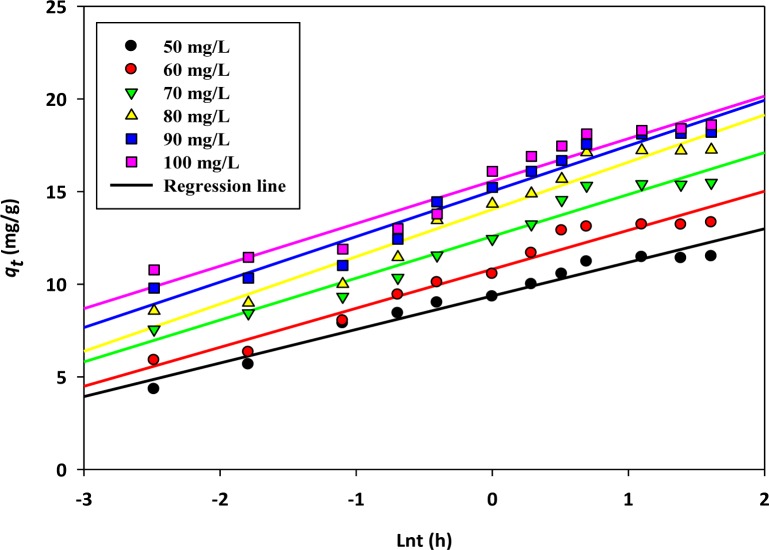 25
20
15
10
5
0
qt (mg/g)
50 mg/L
60 mg/L
70 mg/L
80 mg/L
90 mg/L
100 mg/L
Regression line
-3 -2 -1 0 1 2
Lnt (h)